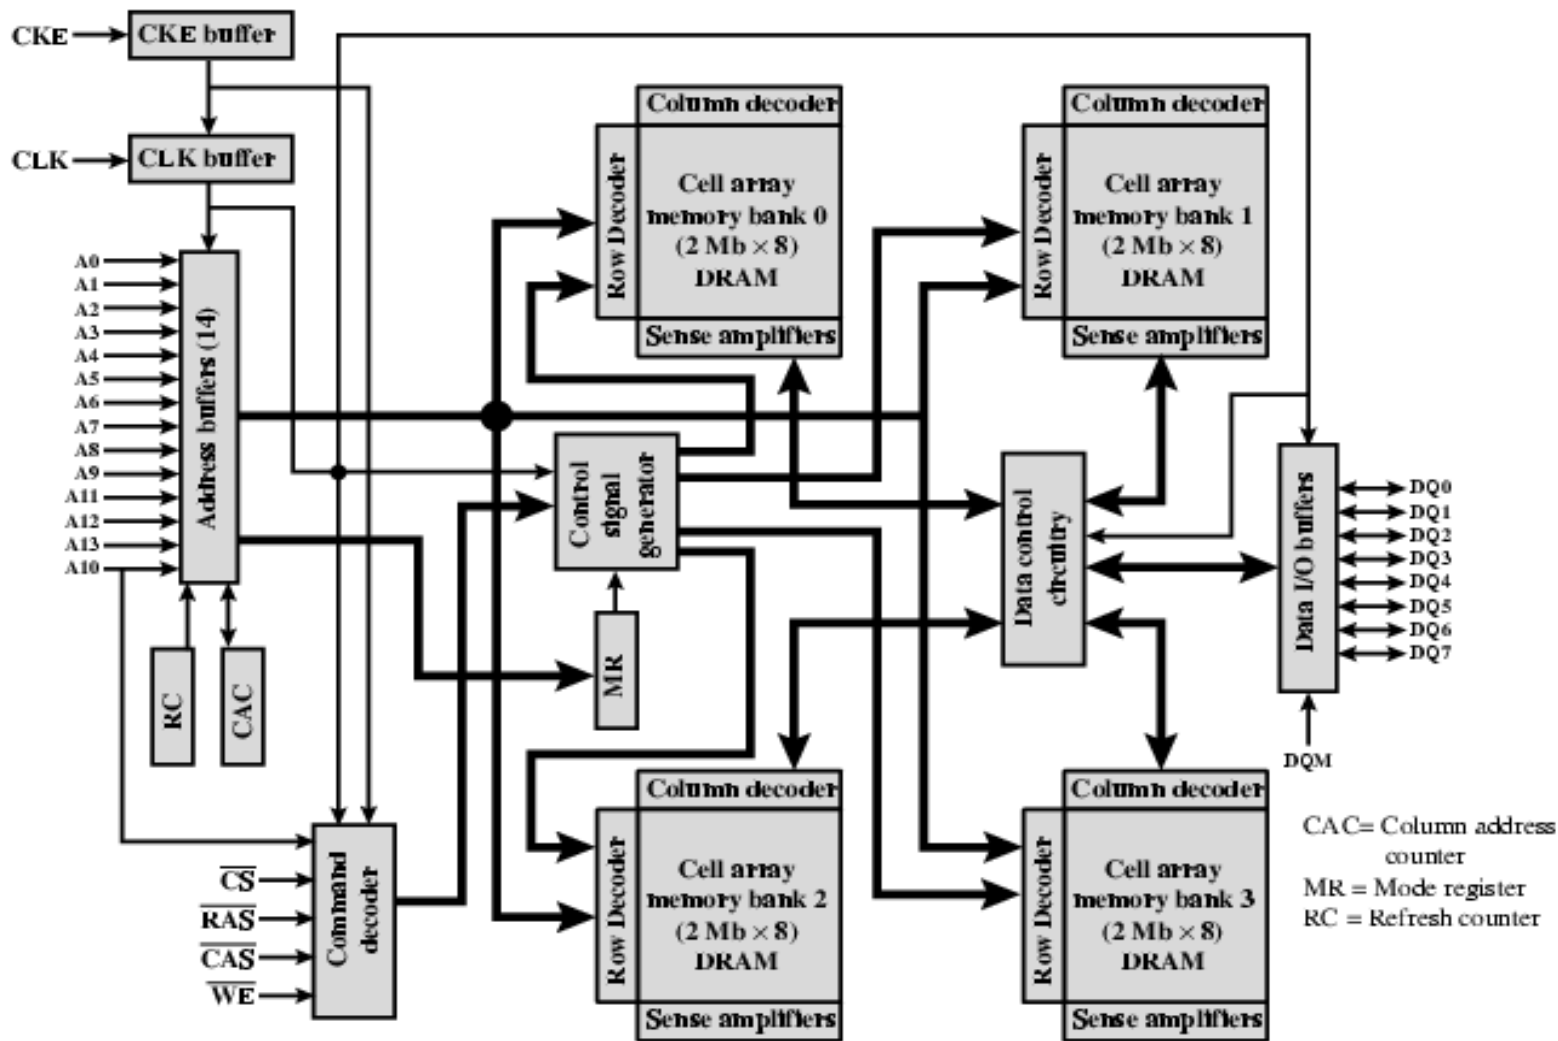 CKE
CKE buffer
CLK
CLK buffer
A0
A1
A2
A3
A4
A5
A6
A7
A8
A9
A11
A12
A13
A10
Address buffers (14)
RC
CAC
CS
RAS
CAS
WE
Command
decoder
Control
signal
generator
MR
Column decoder
Row Decoder
Cell array
memory bank 0
(2 Mb × 8)
DRAM
Sense amplifiers
Column decoder
Row Decoder
Cell array
memory bank 1
(2 Mb × 8)
DRAM
Sense amplifiers
Column decoder
Row Decoder
Cell array
memory bank 2
(2 Mb × 8)
DRAM
Sense amplifiers
Column decoder
Row Decoder
Cell array
memory bank 3
(2 Mb × 8)
DRAM
Sense amplifiers
Data control
circuitry
Data I/O buffers
DQ0
DQ1
DQ2
DQ3
DQ4
DQ5
DQ6
DQ7
DQM
CAC= Column address
counter
MR = Mode register
RC = Refresh counter